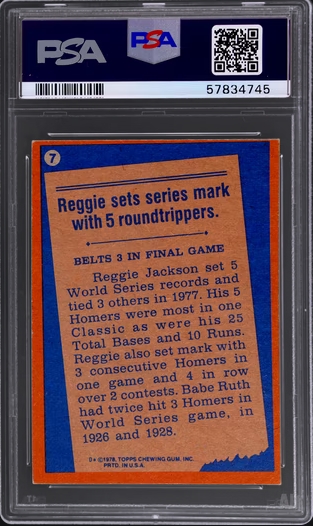 PSA
PSA
57834745
7
Reggie sets series mark
with 5 roundtrippers.
BELTS 3 IN FINAL GAME
Reggie Jackson set 5
World Series records and
tied 3 others in 1977. His 5
Homers were most in one
Classic as were his 25
Total Bases and 10 Runs.
Reggie also set mark with
3 consecutive Homers in
one game and 4 in row
over 2 contests. Babe Ruth
had twice hit 3 Homers in
World Series game, in
1926 and 1928.
©1978, TOPPS CHEWING GUM, INC.
PRTD. IN U.S.A.